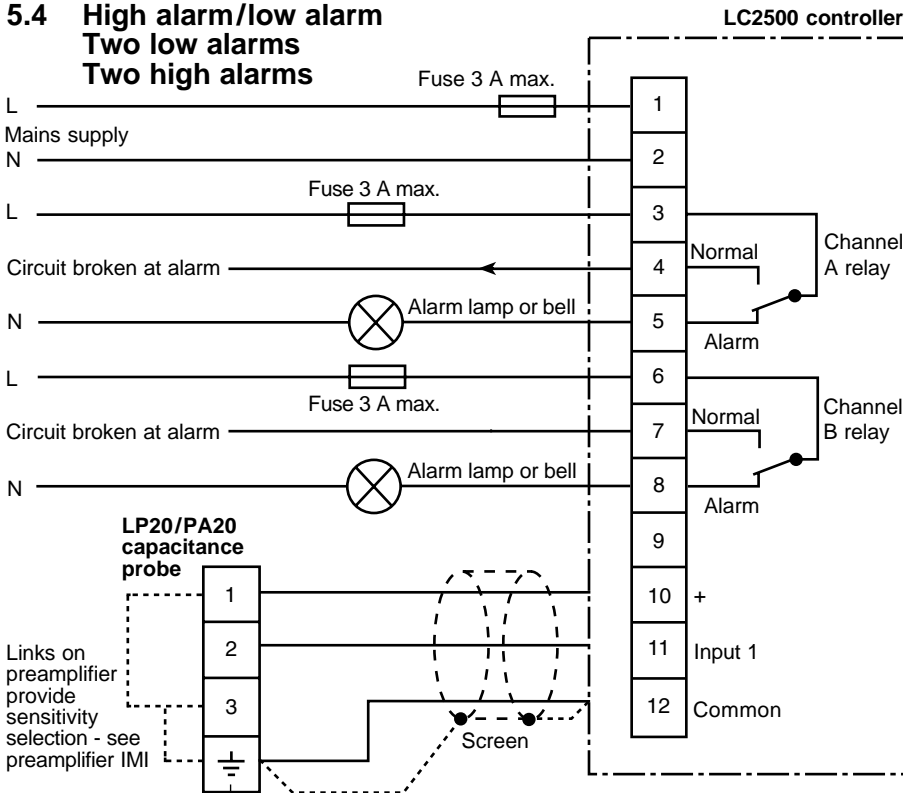 5.4 High alarm/low alarm
Two low alarms
Two high alarms
LC2500 controller
Fuse 3 A max.
L
1
Mains supply
N
2
Fuse 3 A max.
L
3
Channel
A relay
Normal
Circuit broken at alarm
4
Alarm lamp or bell
N
5
Alarm
L
6
Fuse 3 A max.
Channel
B relay
Normal
Circuit broken at alarm
7
Alarm lamp or bell
N
8
Alarm
LP20/PA20
capacitance
probe
9
1
10
+
2
11
Input 1
3
12
Common
Links on
preamplifier
provide
sensitivity
selection - see
preamplifier IMI
Screen